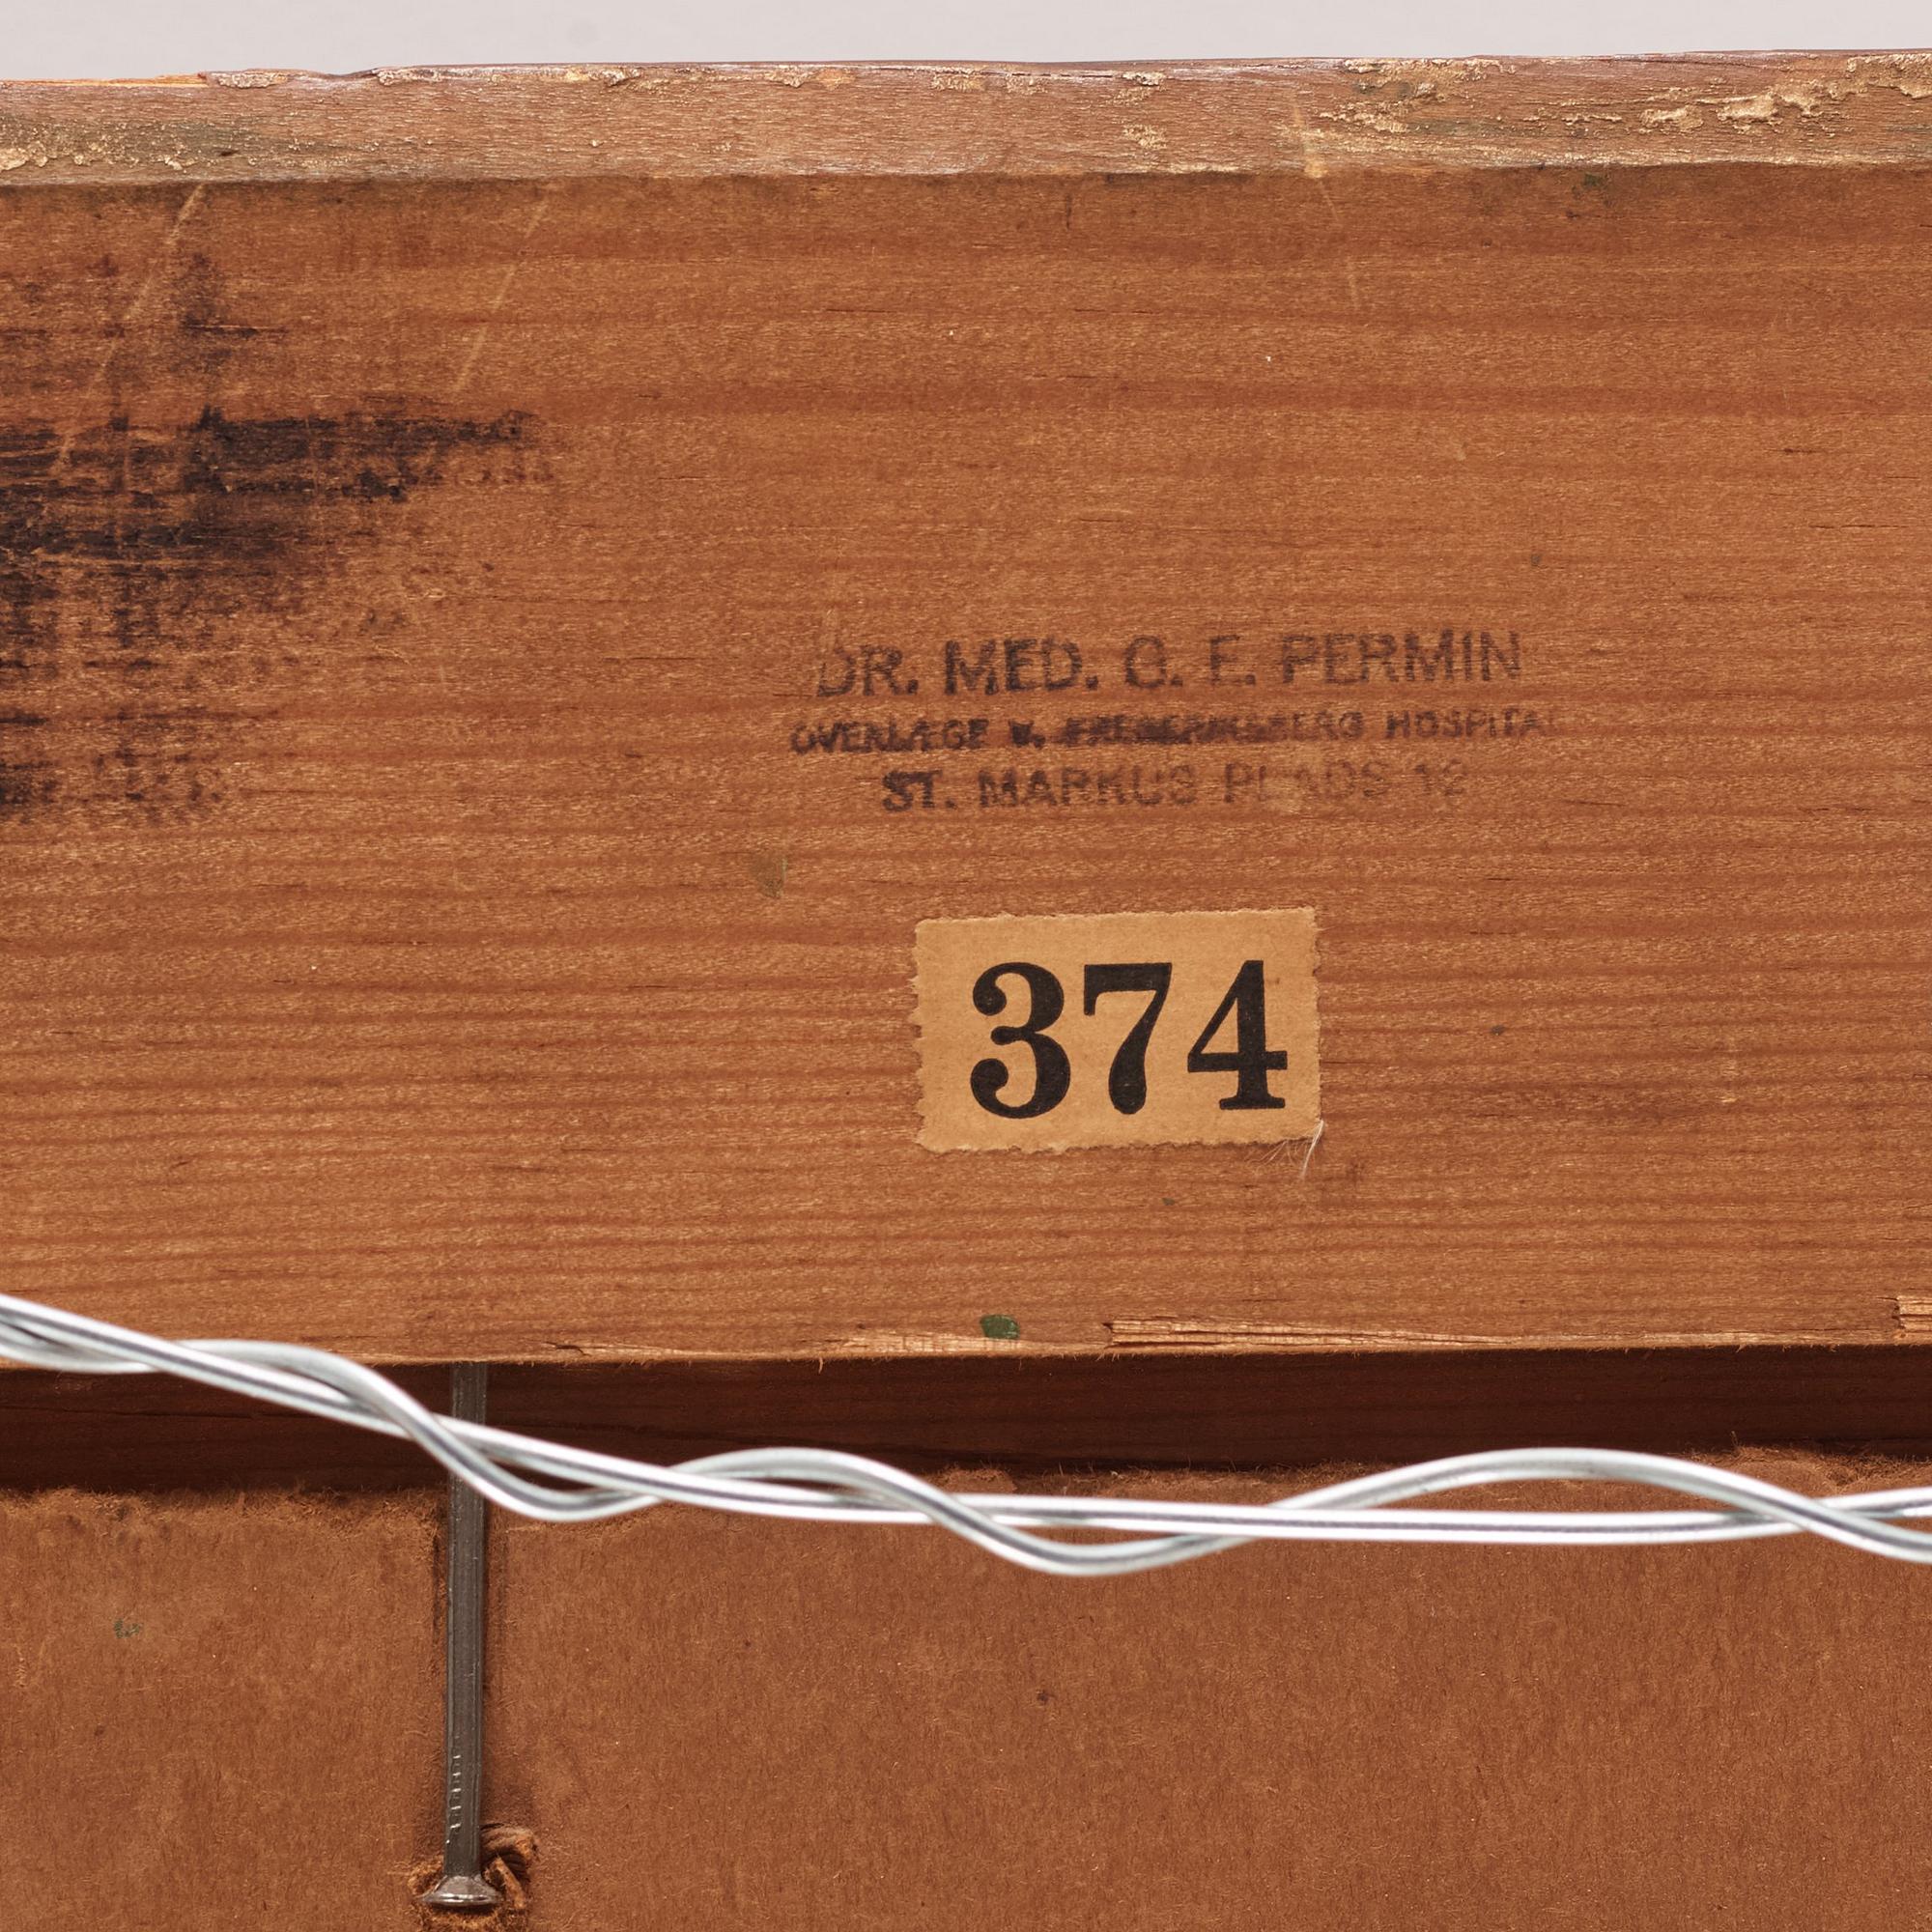 DR. MED. C. E. PERMIN
OVERLÆGE V. FREDERIKSBERG HOSPITAL
ST. MARKUS PLADS 12
374